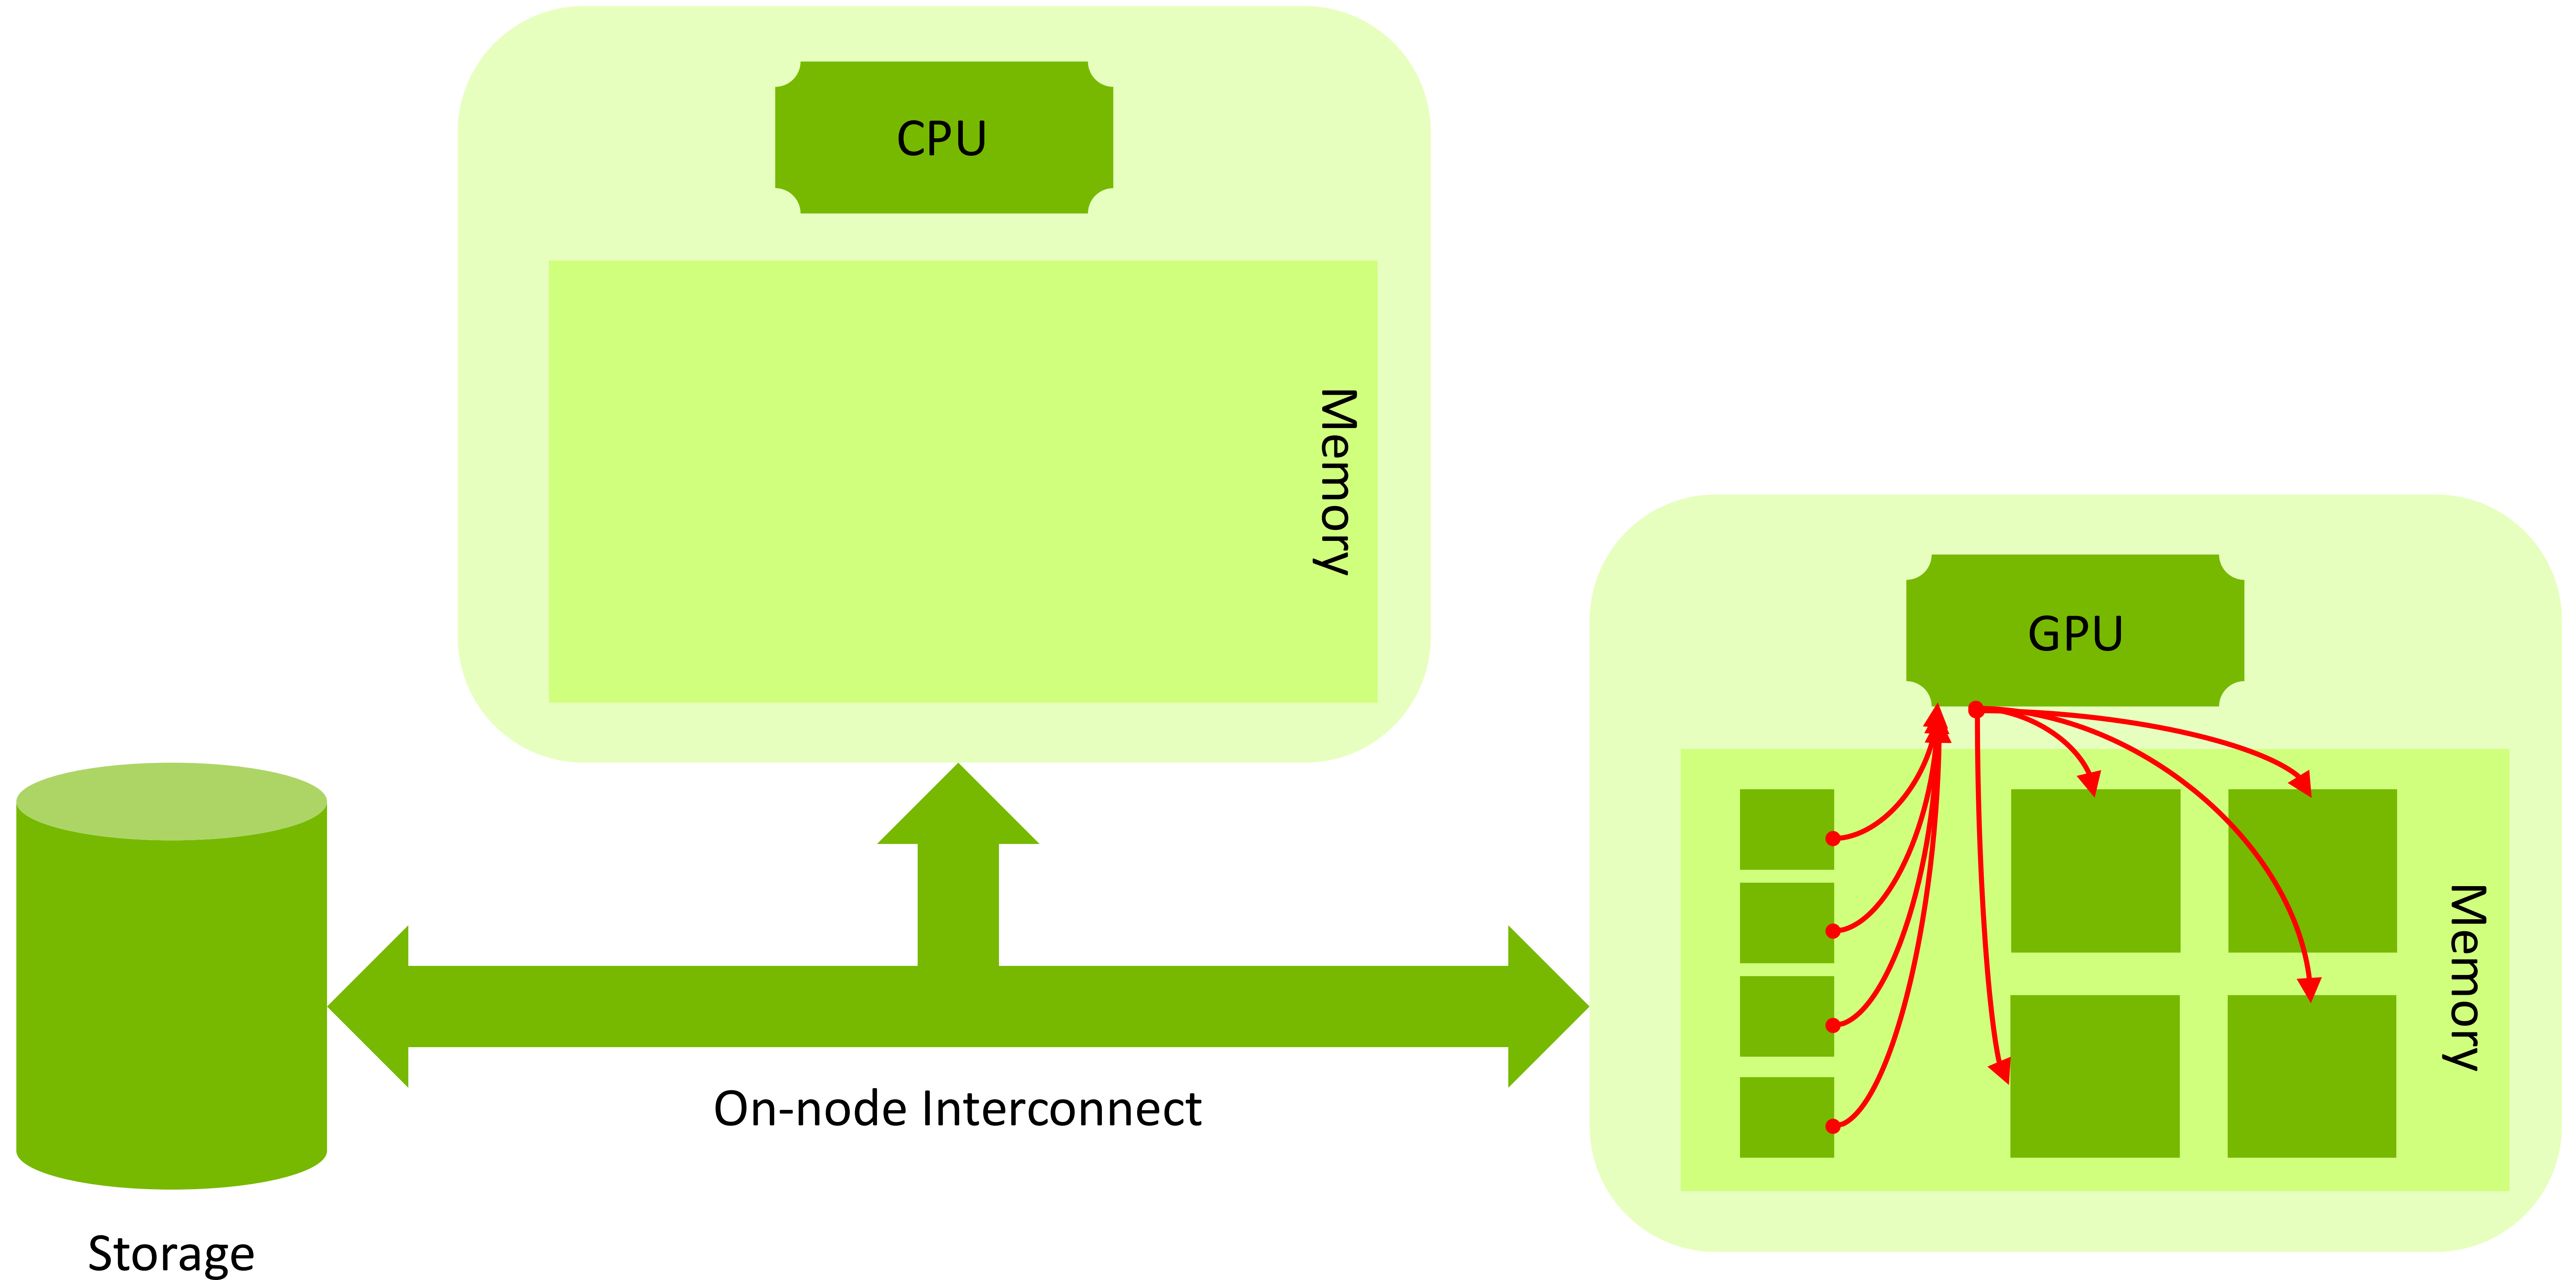 CPU
Memory
GPU
Memory
On-node Interconnect
Storage